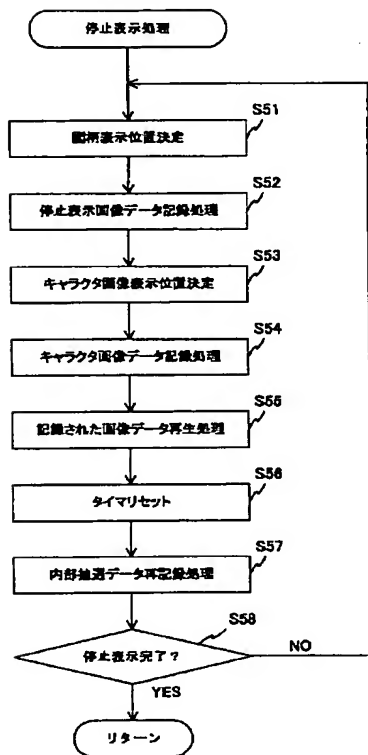 停止表示処理
S51
図柄表示位置決定
S52
停止表示画像データ記録処理
S53
キャラクタ画像表示位置決定
S54
キャラクタ画像データ記録処理
S55
記録された画像データ再生処理
S56
タイマリセット
S57
内部抽選データ再記録処理
S58
停止表示完了?
NO
YES
リターン